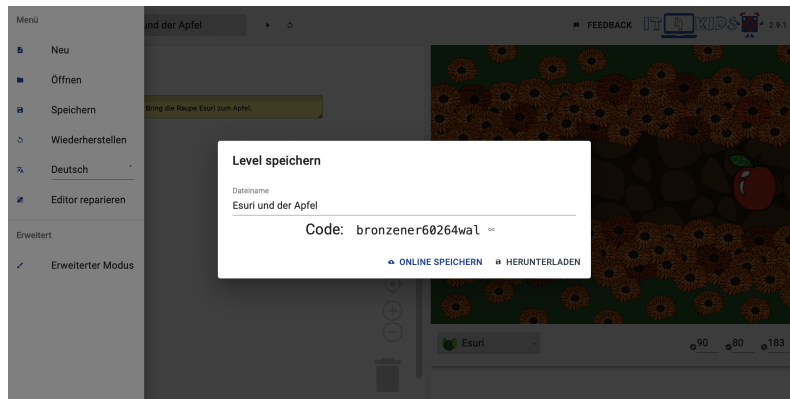 Menü
Neu
Öffnen
Speichern
Wiederherstellen
Deutsch
Editor reparieren
Erweitert
Erweiterter Modus
und der Apfel
FEEDBACK
IT4KIDS
2.9.1
Bring die Raupe Esuri zum Apfel.
Level speichern
Dateiname
Esuri und der Apfel
Code: bronzener60264wal
ONLINE SPEICHERN HERUNTERLADEN
Esuri
90 80 183